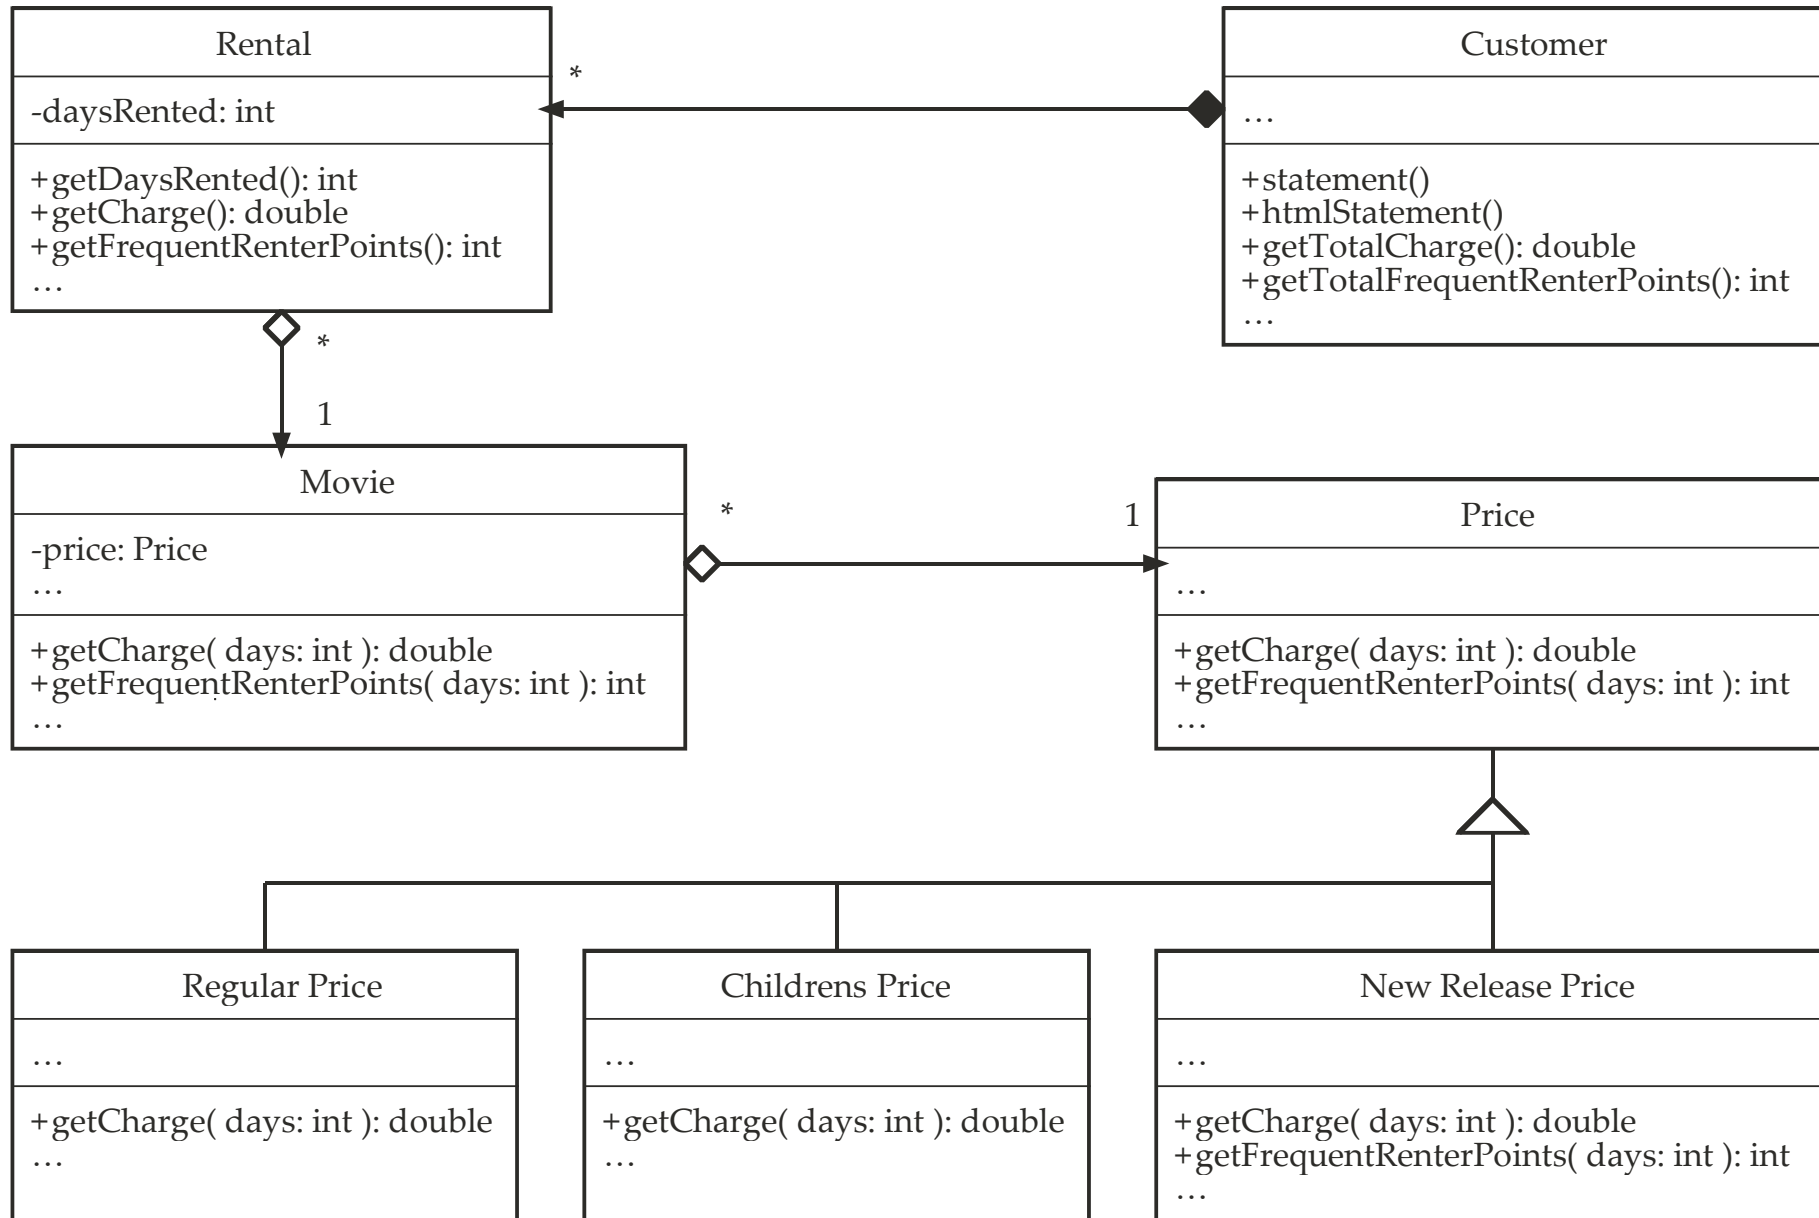 Rental
-daysRented: int
+getDaysRented(): int
+getCharge(): double
+getFrequentRenterPoints(): int
…
*
Customer
…
+statement()
+htmlStatement()
+getTotalCharge(): double
+getTotalFrequentRenterPoints(): int
…
*
1
Movie
-price: Price
…
+getCharge( days: int ): double
+getFrequentRenterPoints( days: int ): int
…
*
1
Price
…
+getCharge( days: int ): double
+getFrequentRenterPoints( days: int ): int
…
Regular Price
…
+getCharge( days: int ): double
…
Childrens Price
…
+getCharge( days: int ): double
…
New Release Price
…
+getCharge( days: int ): double
+getFrequentRenterPoints( days: int ): int
…